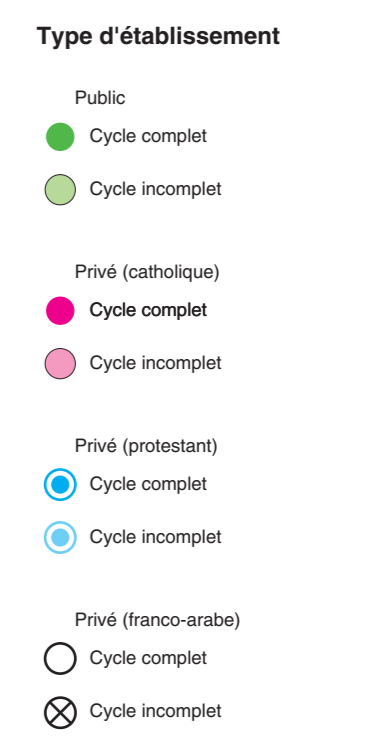 Type d'établissement
Public
Cycle complet
Cycle incomplet
Privé (catholique)
Cycle complet
Cycle incomplet
Privé (protestant)
Cycle complet
Cycle incomplet
Privé (franco-arabe)
Cycle complet
Cycle incomplet